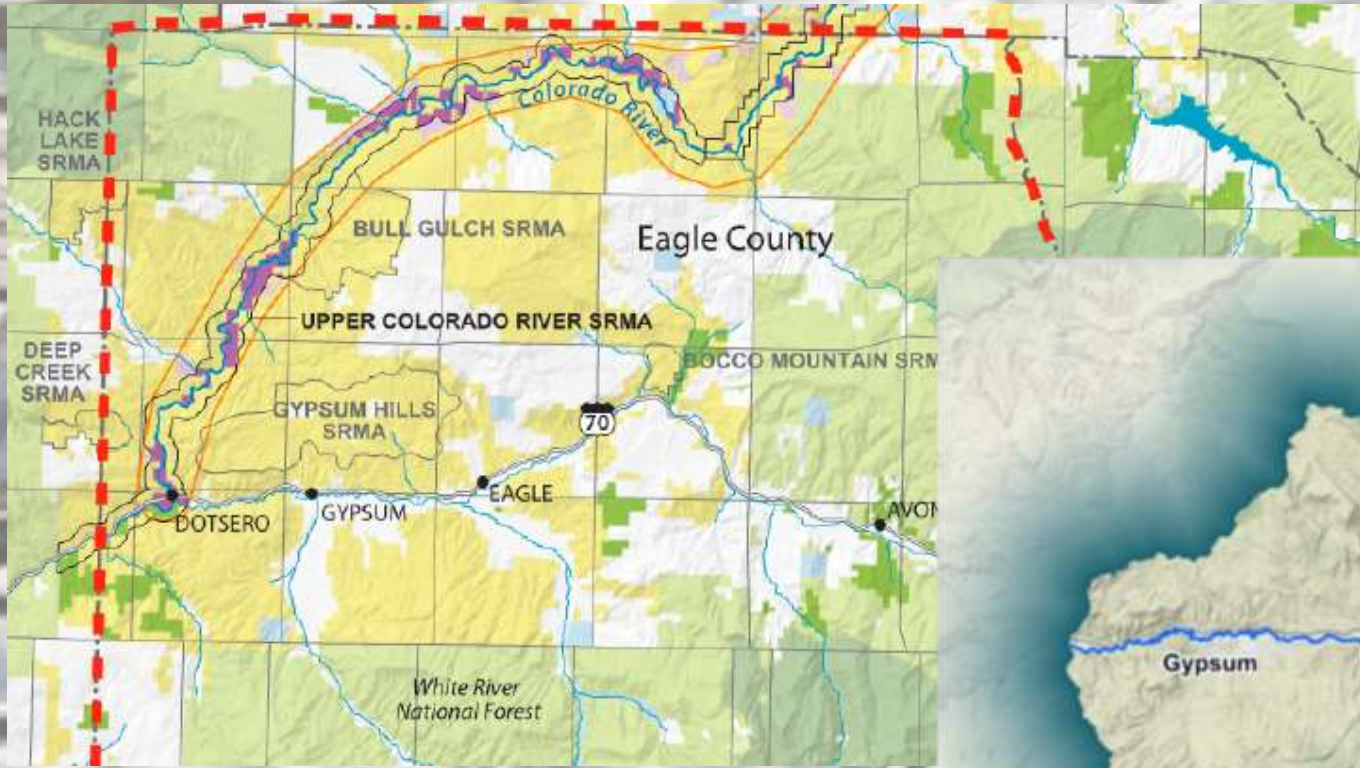 HACK
LAKE
SRMA
Colorado River
BULL GULCH SRMA
Eagle County
UPPER COLORADO RIVER SRMA
DEEP
CREEK
SRMA
BOCCO MOUNTAIN SRM
GYPSUM HILLS
SRMA
70
EAGLE
GYPSUM
DOTSERO
AVON
Gypsum
White River
National Forest